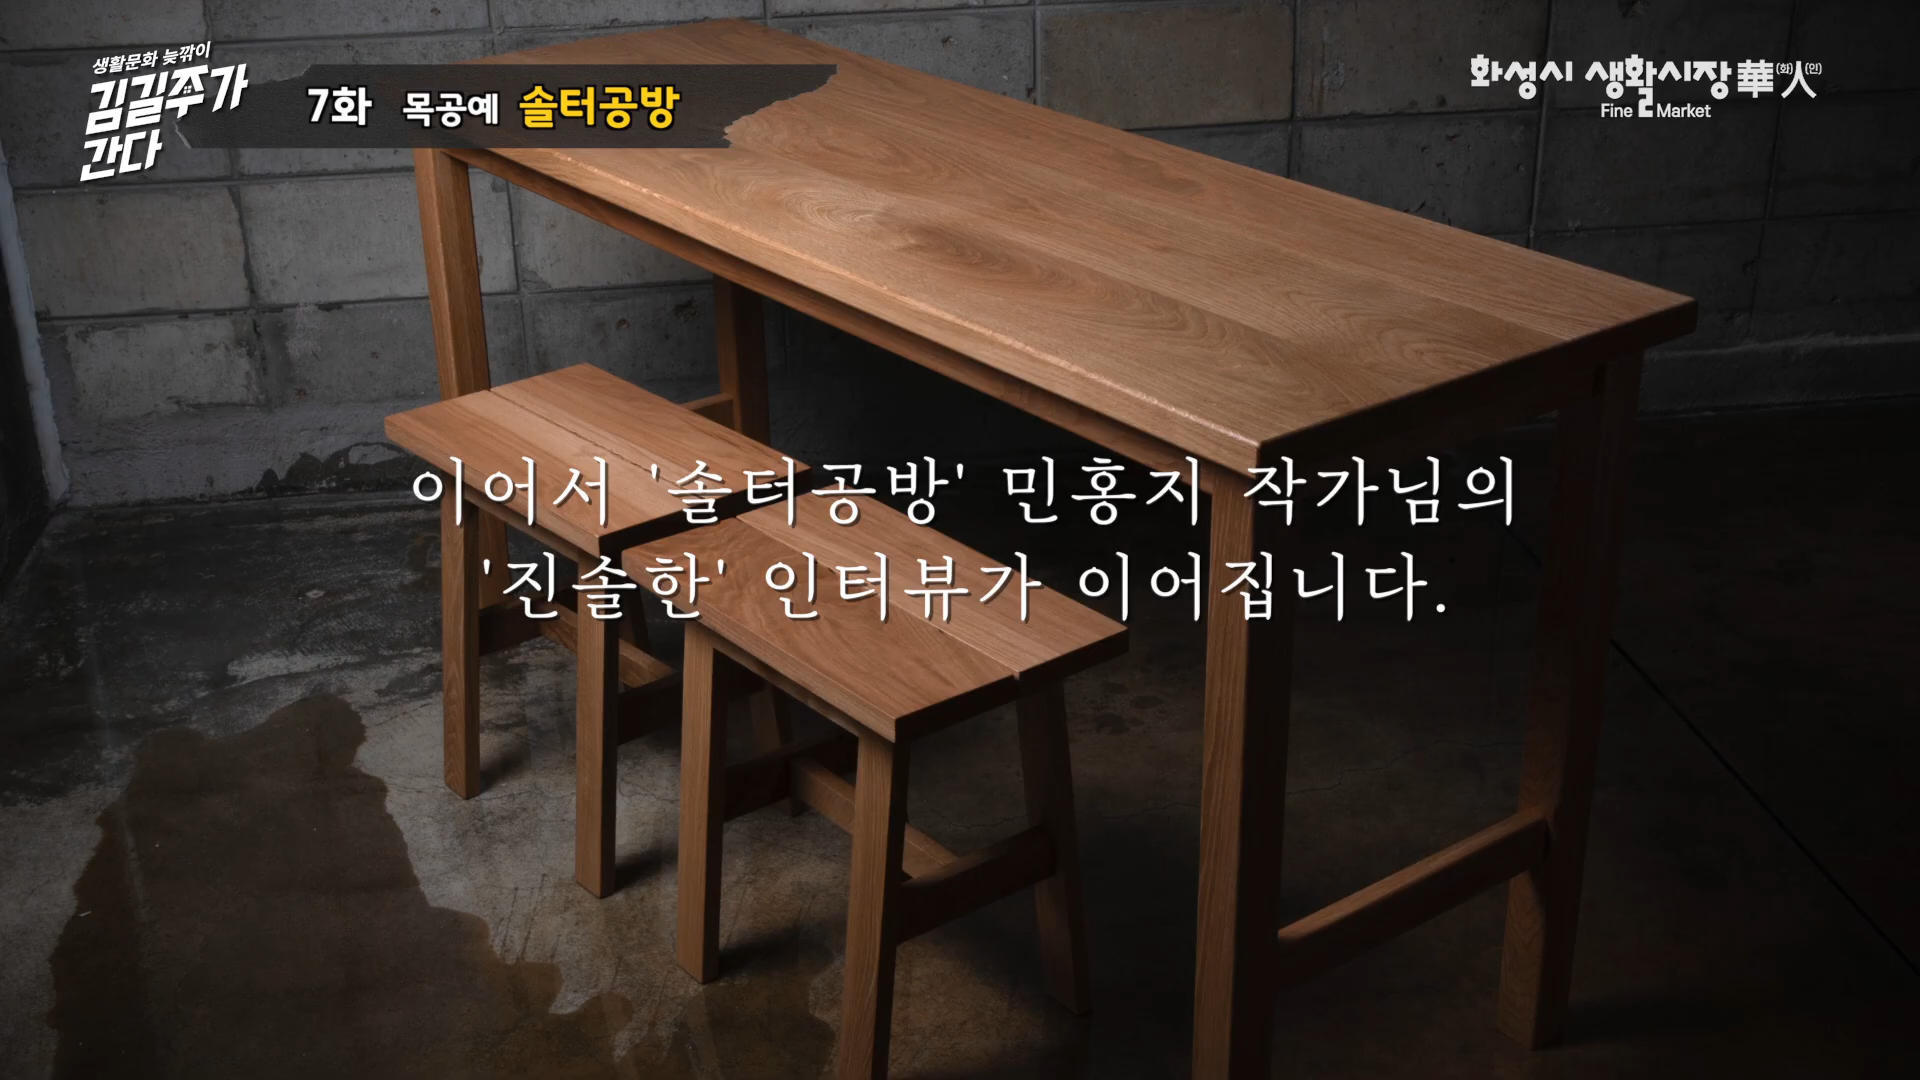 생활문화 늦깎이
김길주가
간다
7화 목공예 솔터공방
화성시 생활시장 華(화)人(인)
Fine Market
이어서 '솔터공방' 민홍지 작가님의
'진솔한' 인터뷰가 이어집니다.